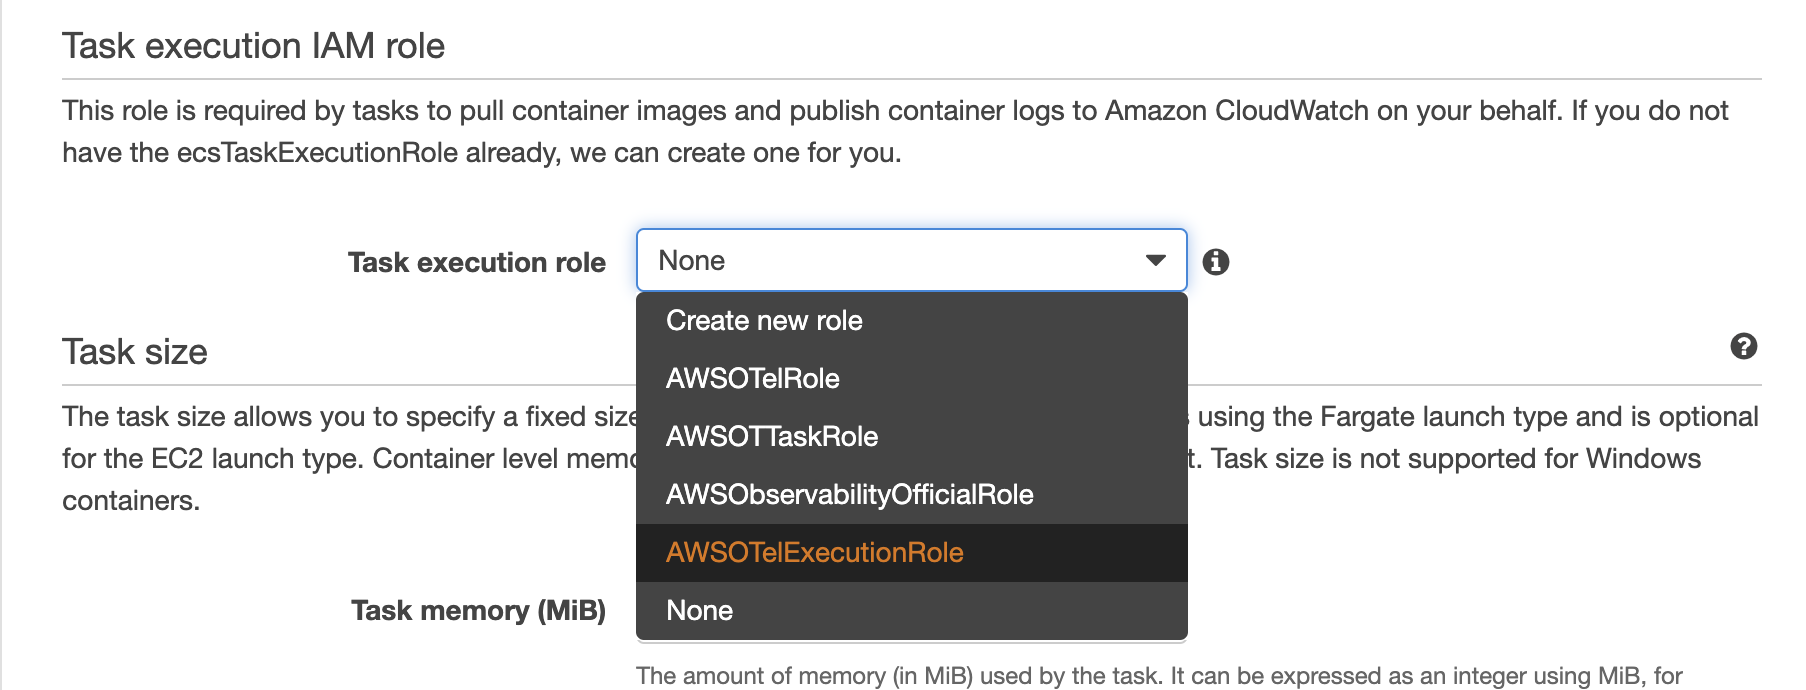 Task execution IAM role
This role is required by tasks to pull container images and publish container logs to Amazon CloudWatch on your behalf. If you do not
have the ecsTaskExecutionRole already, we can create one for you.
Task execution role None
Create new role
AWSOTelRole
AWSOTTaskRole
AWSObservabilityOfficialRole
AWSOTelExecutionRole
None
Task size
The task size allows you to specify a fixed size using the Fargate launch type and is optional
for the EC2 launch type. Container level t. Task size is not supported for Windows
containers.
Task memory (MiB)
The amount of memory (in MiB) used by the task. It can be expressed as an integer using MiB, for